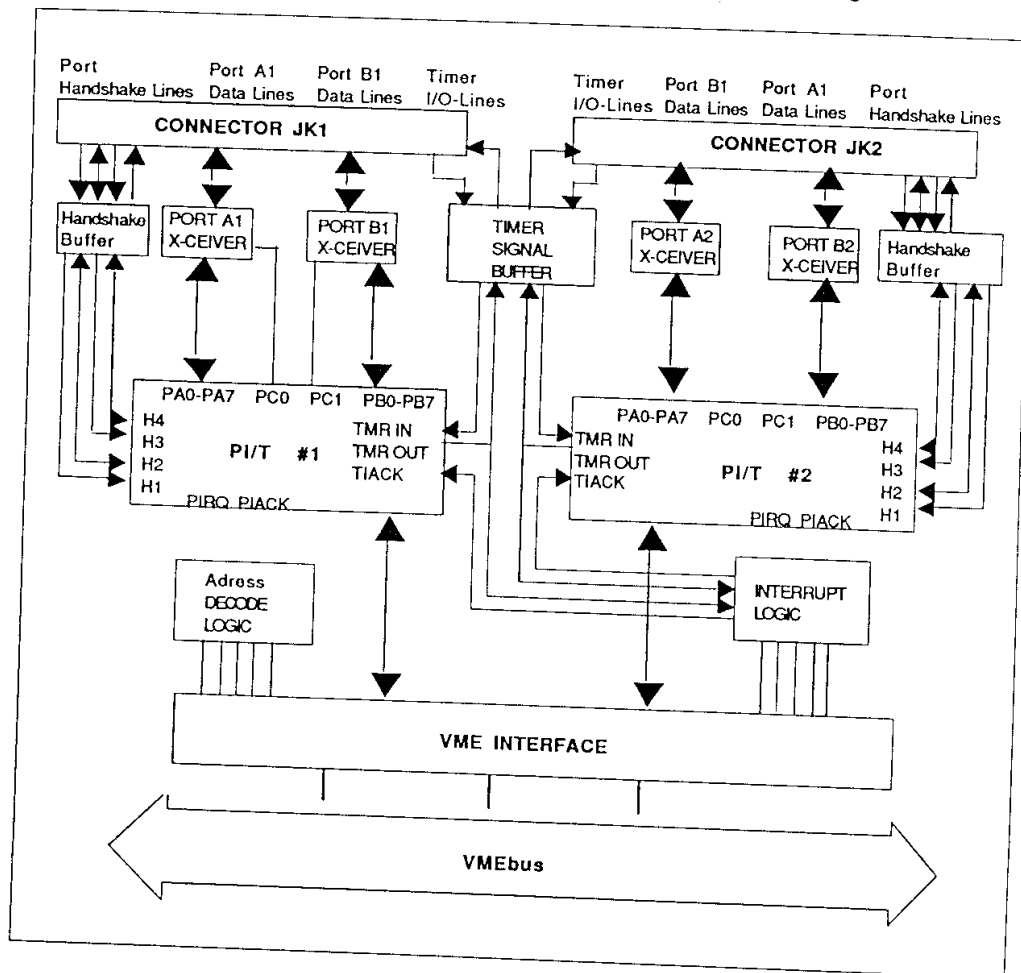 Port
Handshake Lines
Port A1
Data Lines
Port B1
Data Lines
Timer
I/O-Lines
Timer
I/O-Lines
Port B1
Data Lines
Port A1
Data Lines
Port
Handshake Lines
CONNECTOR JK1
CONNECTOR JK2
Handshake
Buffer
PORT A1
X-CEIVER
PORT B1
X-CEIVER
TIMER
SIGNAL
BUFFER
PORT A2
X-CEIVER
PORT B2
X-CEIVER
Handshake
Buffer
PA0-PA7 PC0 PC1 PB0-PB7
H4
H3
H2
H1
PI/T #1
TMR IN
TMR OUT
TIACK
PIRQ PIACK
PA0-PA7 PC0 PC1 PB0-PB7
TMR IN
TMR OUT
TIACK
PI/T #2
H4
H3
H2
H1
PIRQ PIACK
Adress
DECODE
LOGIC
INTERRUPT
LOGIC
VME INTERFACE
VMEbus